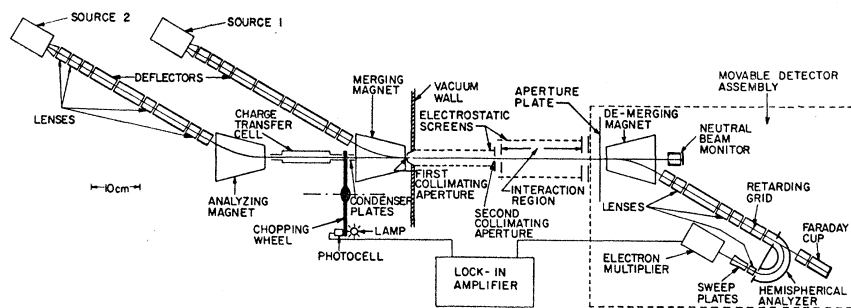 SOURCE 2
SOURCE 1
DEFLECTORS
LENSES
CHARGE
TRANSFER
CELL
MERGING
MAGNET
VACUUM
WALL
ELECTROSTATIC
SCREENS
APERTURE
PLATE
DE-MERGING
MAGNET
MOVABLE DETECTOR
ASSEMBLY
NEUTRAL
BEAM
MONITOR
10cm
ANALYZING
MAGNET
CONDENSER
PLATES
FIRST
COLLIMATING
APERTURE
INTERACTION
REGION
SECOND
COLLIMATING
APERTURE
CHOPPING
WHEEL
LAMP
PHOTOCELL
LOCK-IN
AMPLIFIER
LENSES
RETARDING
GRID
FARADAY
CUP
ELECTRON
MULTIPLIER
SWEEP
PLATES
HEMISPHERICAL
ANALYZER